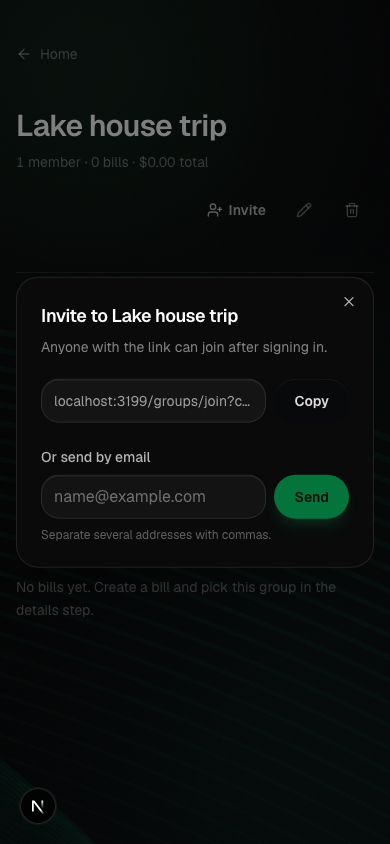 Home
Lake house trip
1 member · 0 bills · $0.00 total
Invite
Invite to Lake house trip
Anyone with the link can join after signing in.
localhost:3199/groups/join?c...
Copy
Or send by email
name@example.com
Send
Separate several addresses with commas.
No bills yet. Create a bill and pick this group in the
details step.
N